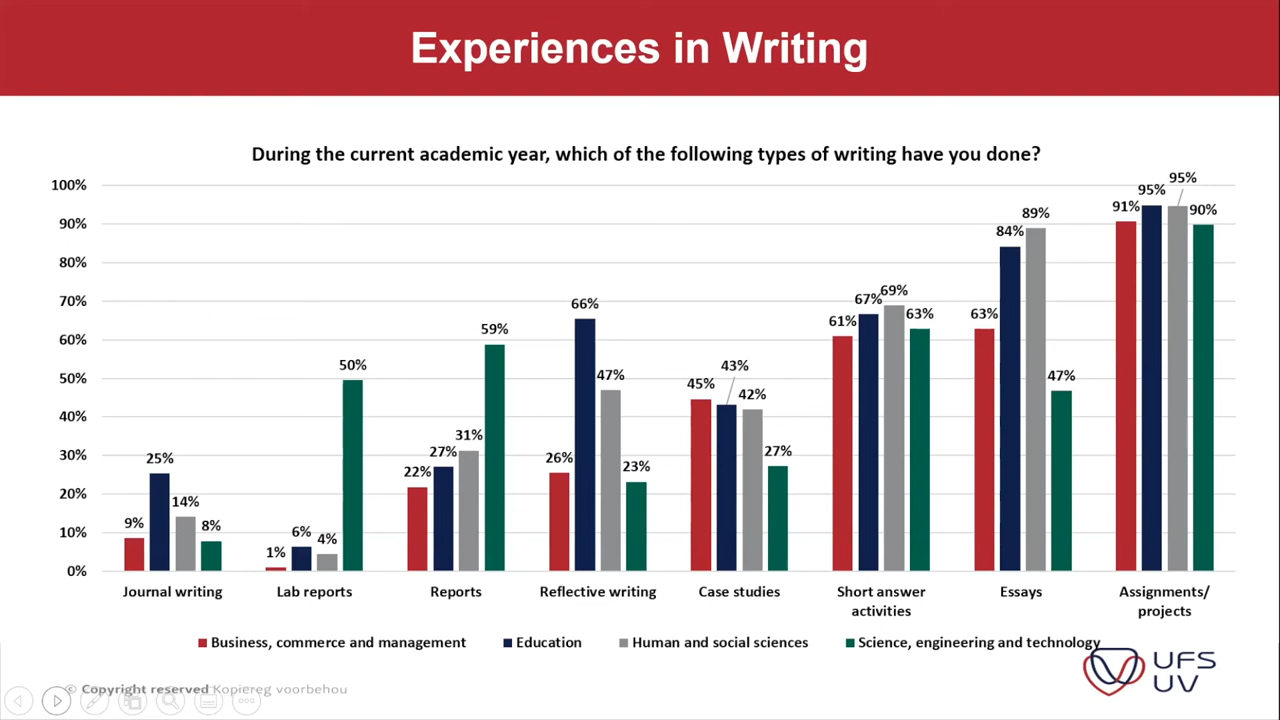 Experiences in Writing
During the current academic year, which of the following types of writing have you done?
100%
90%
80%
70%
60%
50%
40%
30%
20%
10%
0%
9%
25%
14%
8%
1%
6%
4%
50%
22%
27%
31%
59%
26%
66%
47%
23%
45%
43%
42%
27%
61%
67%
69%
63%
63%
84%
89%
47%
91%
95%
95%
90%
Journal writing
Lab reports
Reports
Reflective writing
Case studies
Short answer
activities
Essays
Assignments/
projects
Business, commerce and management
Education
Human and social sciences
Science, engineering and technology
UFS
UV
© Copyright reserved Kopiereg voorbehou